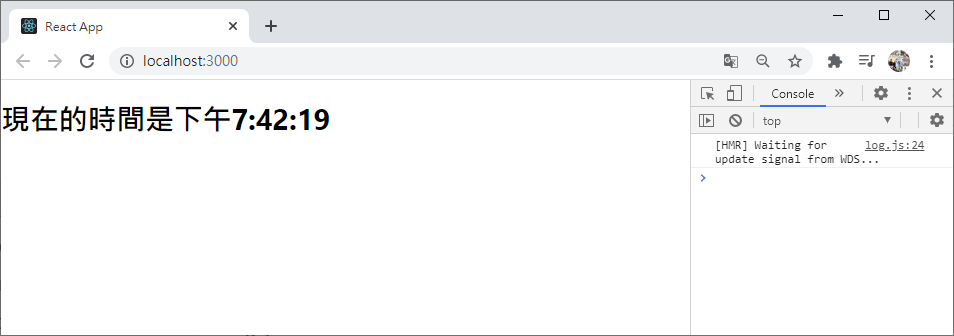 React App
localhost:3000
現在的時間是下午7:42:19
Console
top
[HMR] Waiting for log.js:24
update signal from WDS...